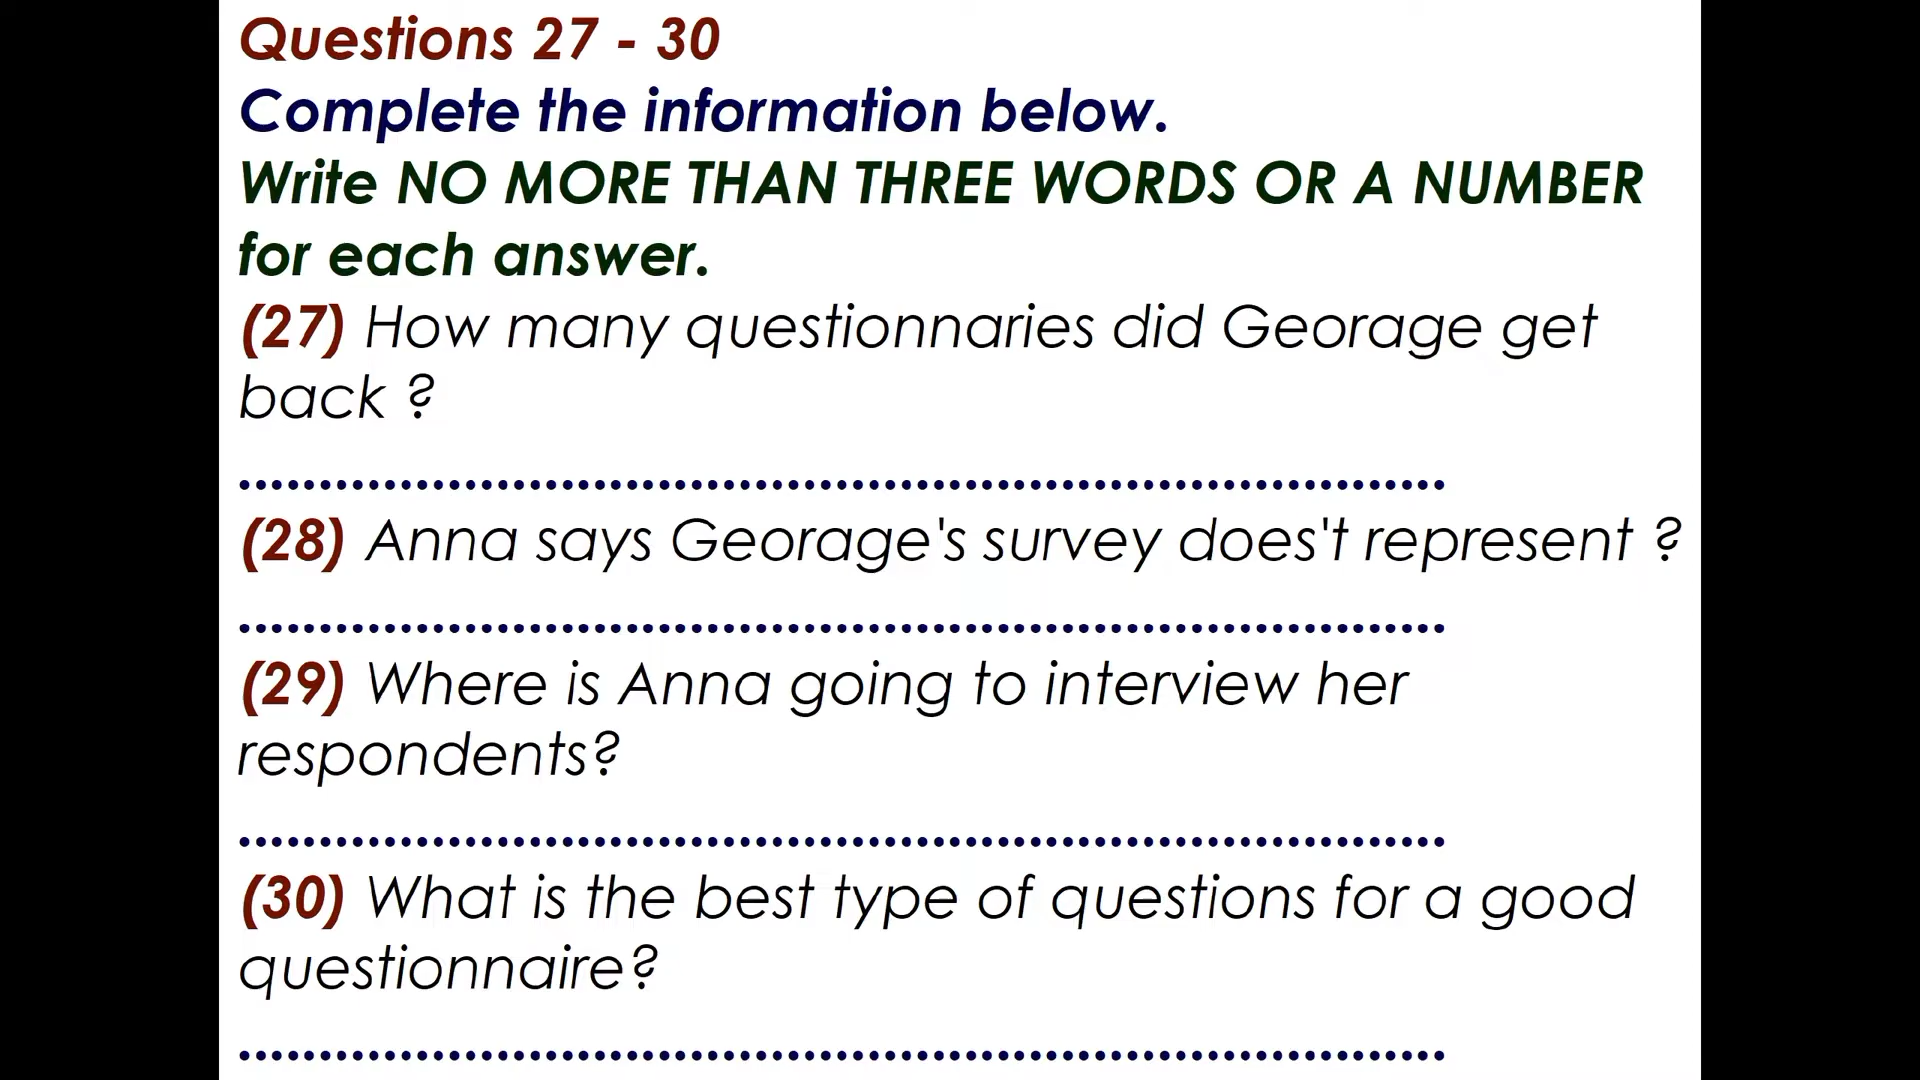 Questions 27 - 30
Complete the information below.
Write NO MORE THAN THREE WORDS OR A NUMBER
for each answer.
(27) How many questionnaries did Georage get
back ?
...........................................................................
(28) Anna says Georage's survey does't represent ?
...........................................................................
(29) Where is Anna going to interview her
respondents?
...........................................................................
(30) What is the best type of questions for a good
questionnaire?
...........................................................................